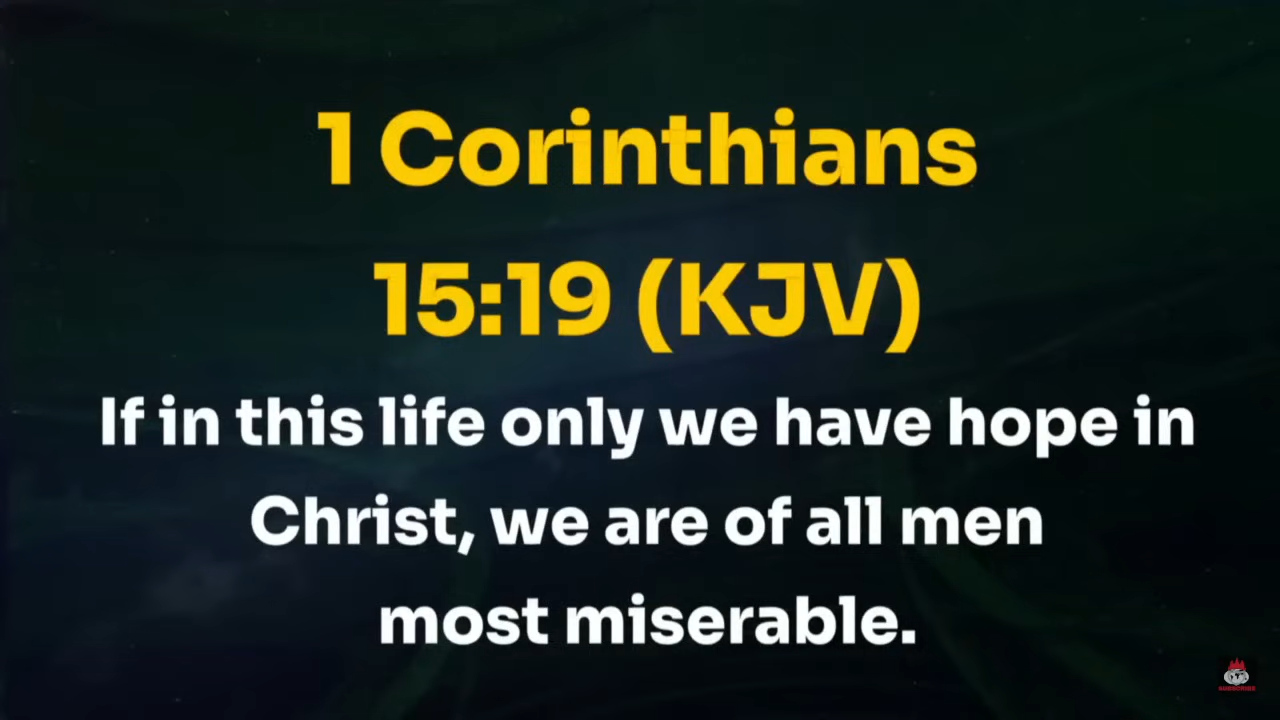 1 Corinthians
15:19 (KJV)
If in this life only we have hope in
Christ, we are of all men
most miserable.